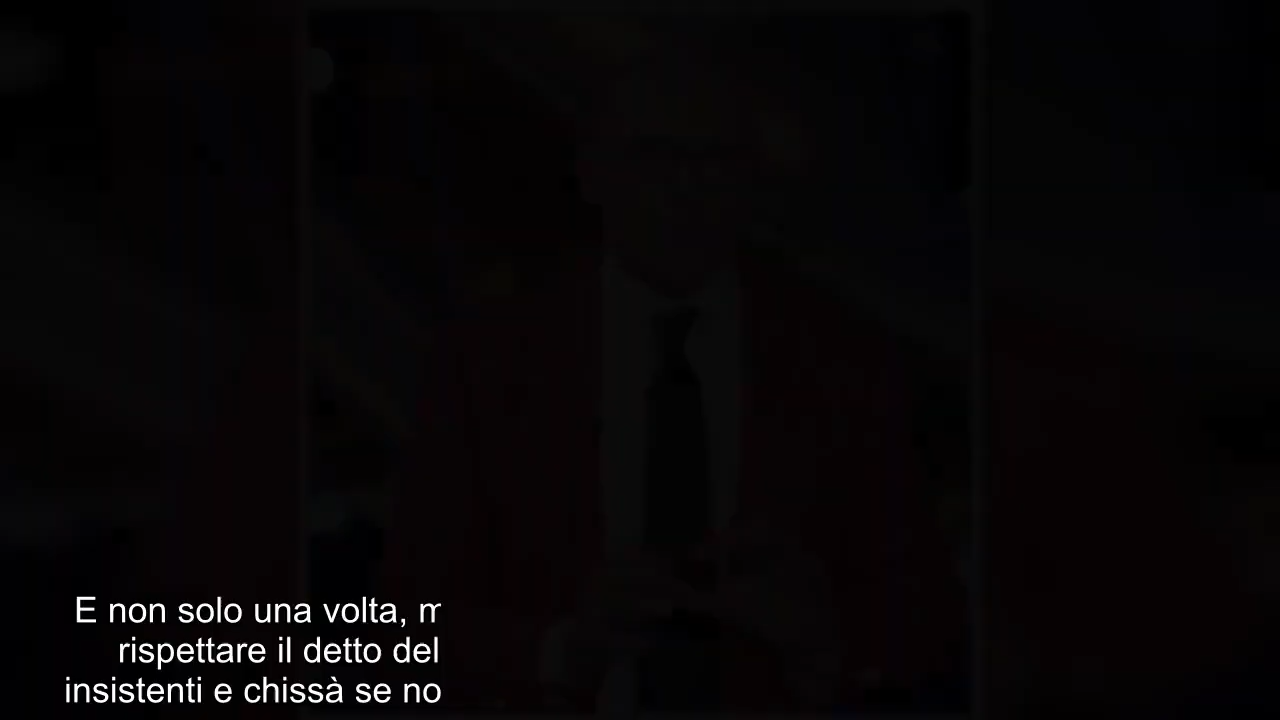 E non solo una volta, m
rispettare il detto del
insistenti e chissà se no